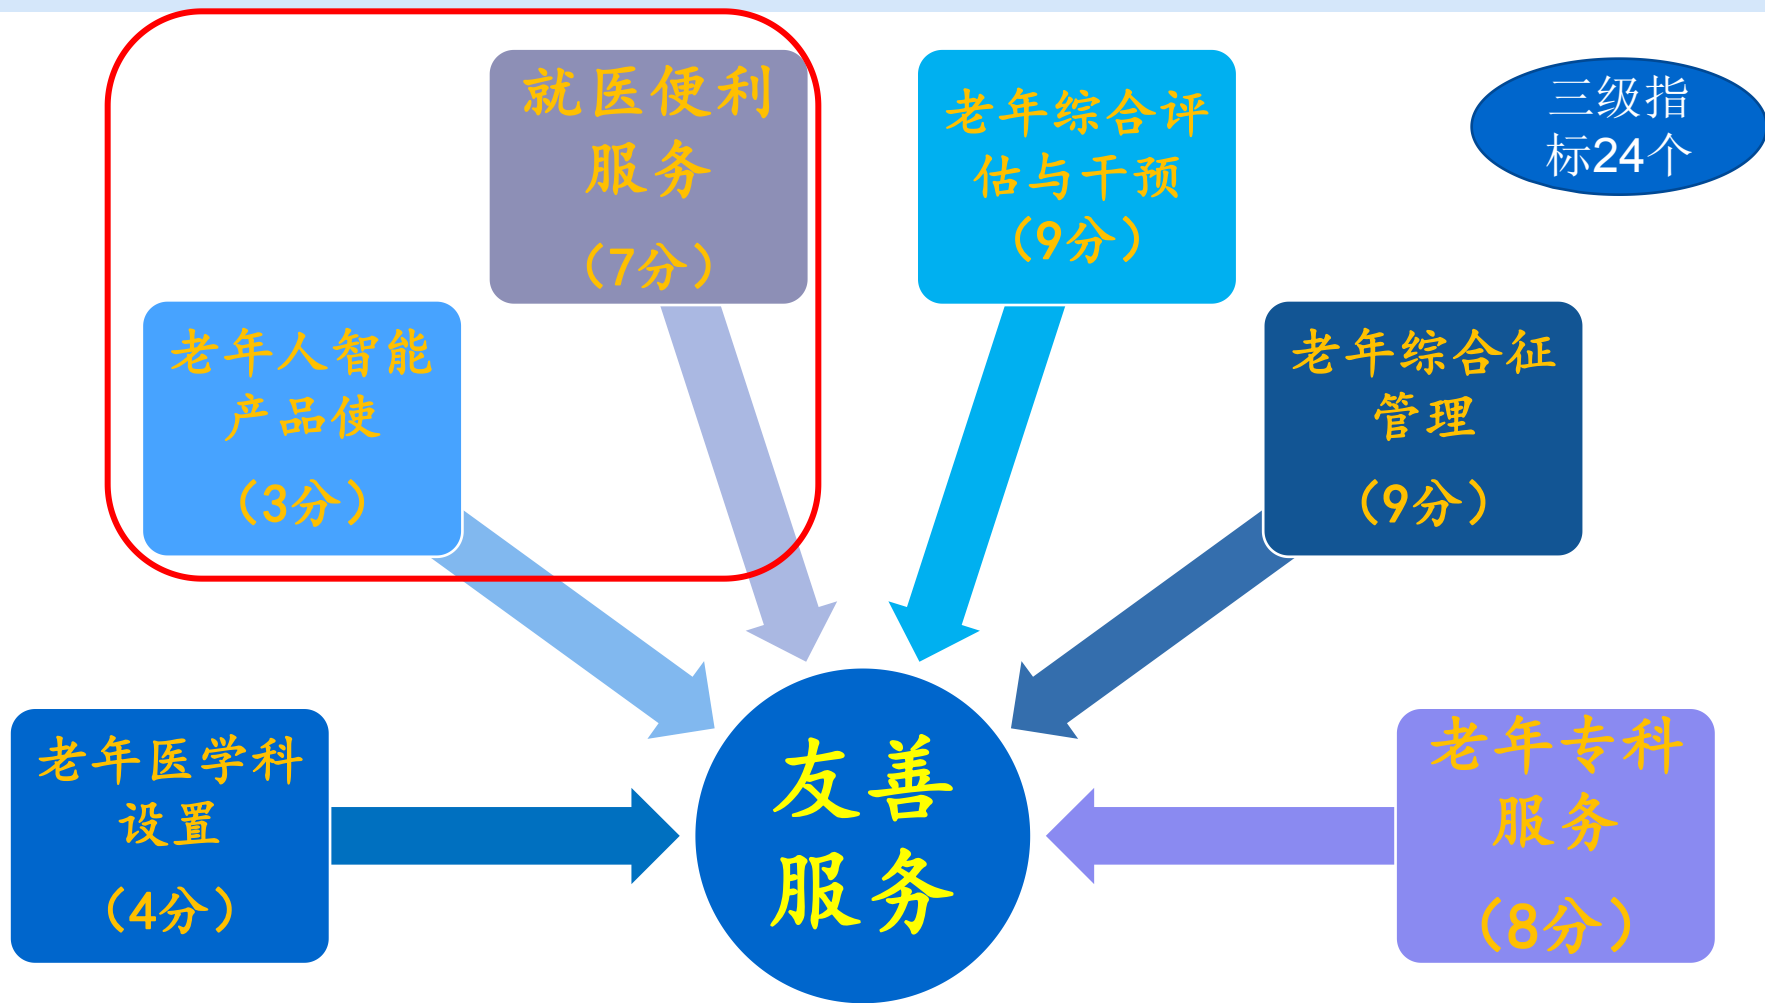 就医便利
服务
（7分）
老年综合评
估与干预
（9分）
三级指
标24个
老年人智能
产品使
（3分）
老年综合征
管理
（9分）
老年医学科
设置
（4分）
友善
服务
老年专科
服务
（8分）